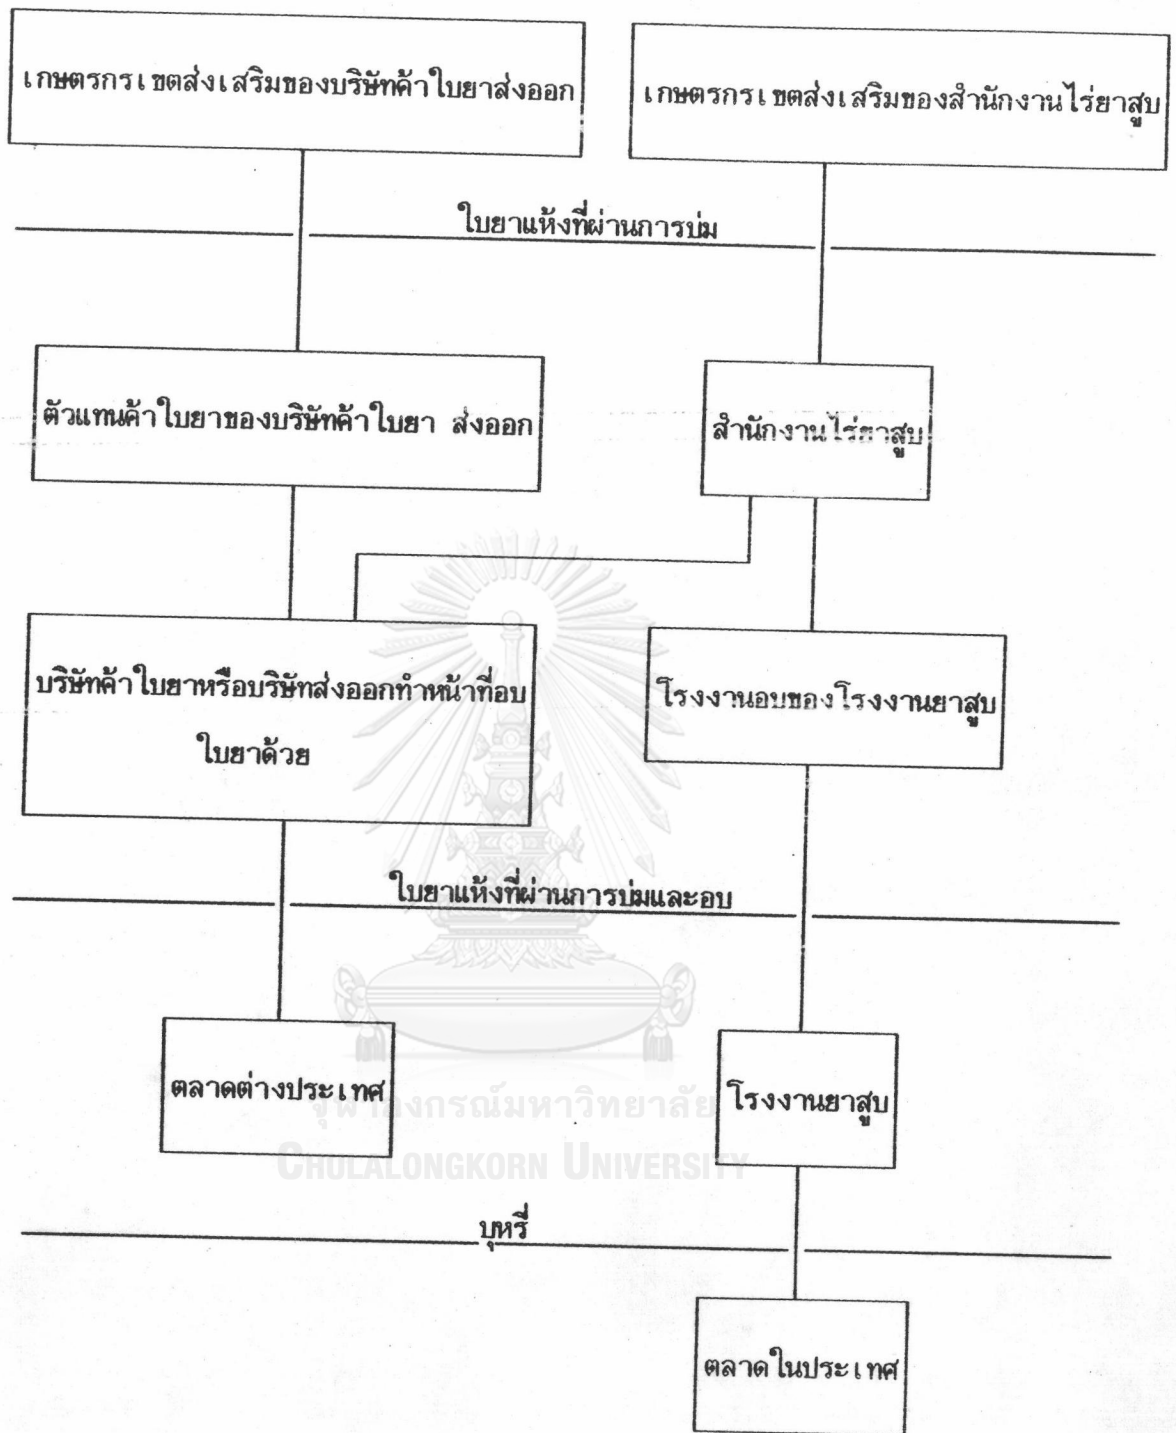 เกษตรกรเขตส่งเสริมของบริษัทค้าใบยาส่งออก
เกษตรกรเขตส่งเสริมของสำนักงานไร่ยาสูบ
ใบยาแห้งที่ผ่านการบ่ม
ตัวแทนค้าใบยาของบริษัทค้าใบยา ส่งออก
สำนักงานไร่ยาสูบ
บริษัทค้าใบยาหรือบริษัทส่งออกทำหน้าที่อบ
ใบยาด้วย
โรงงานอบของโรงงานยาสูบ
ใบยาแห้งที่ผ่านการบ่มและอบ
ตลาดต่างประเทศ
โรงงานยาสูบ
จุฬาลงกรณ์มหาวิทยาลัย
CHULALONGKORN UNIVERSITY
บุหรี่
ตลาดในประเทศ